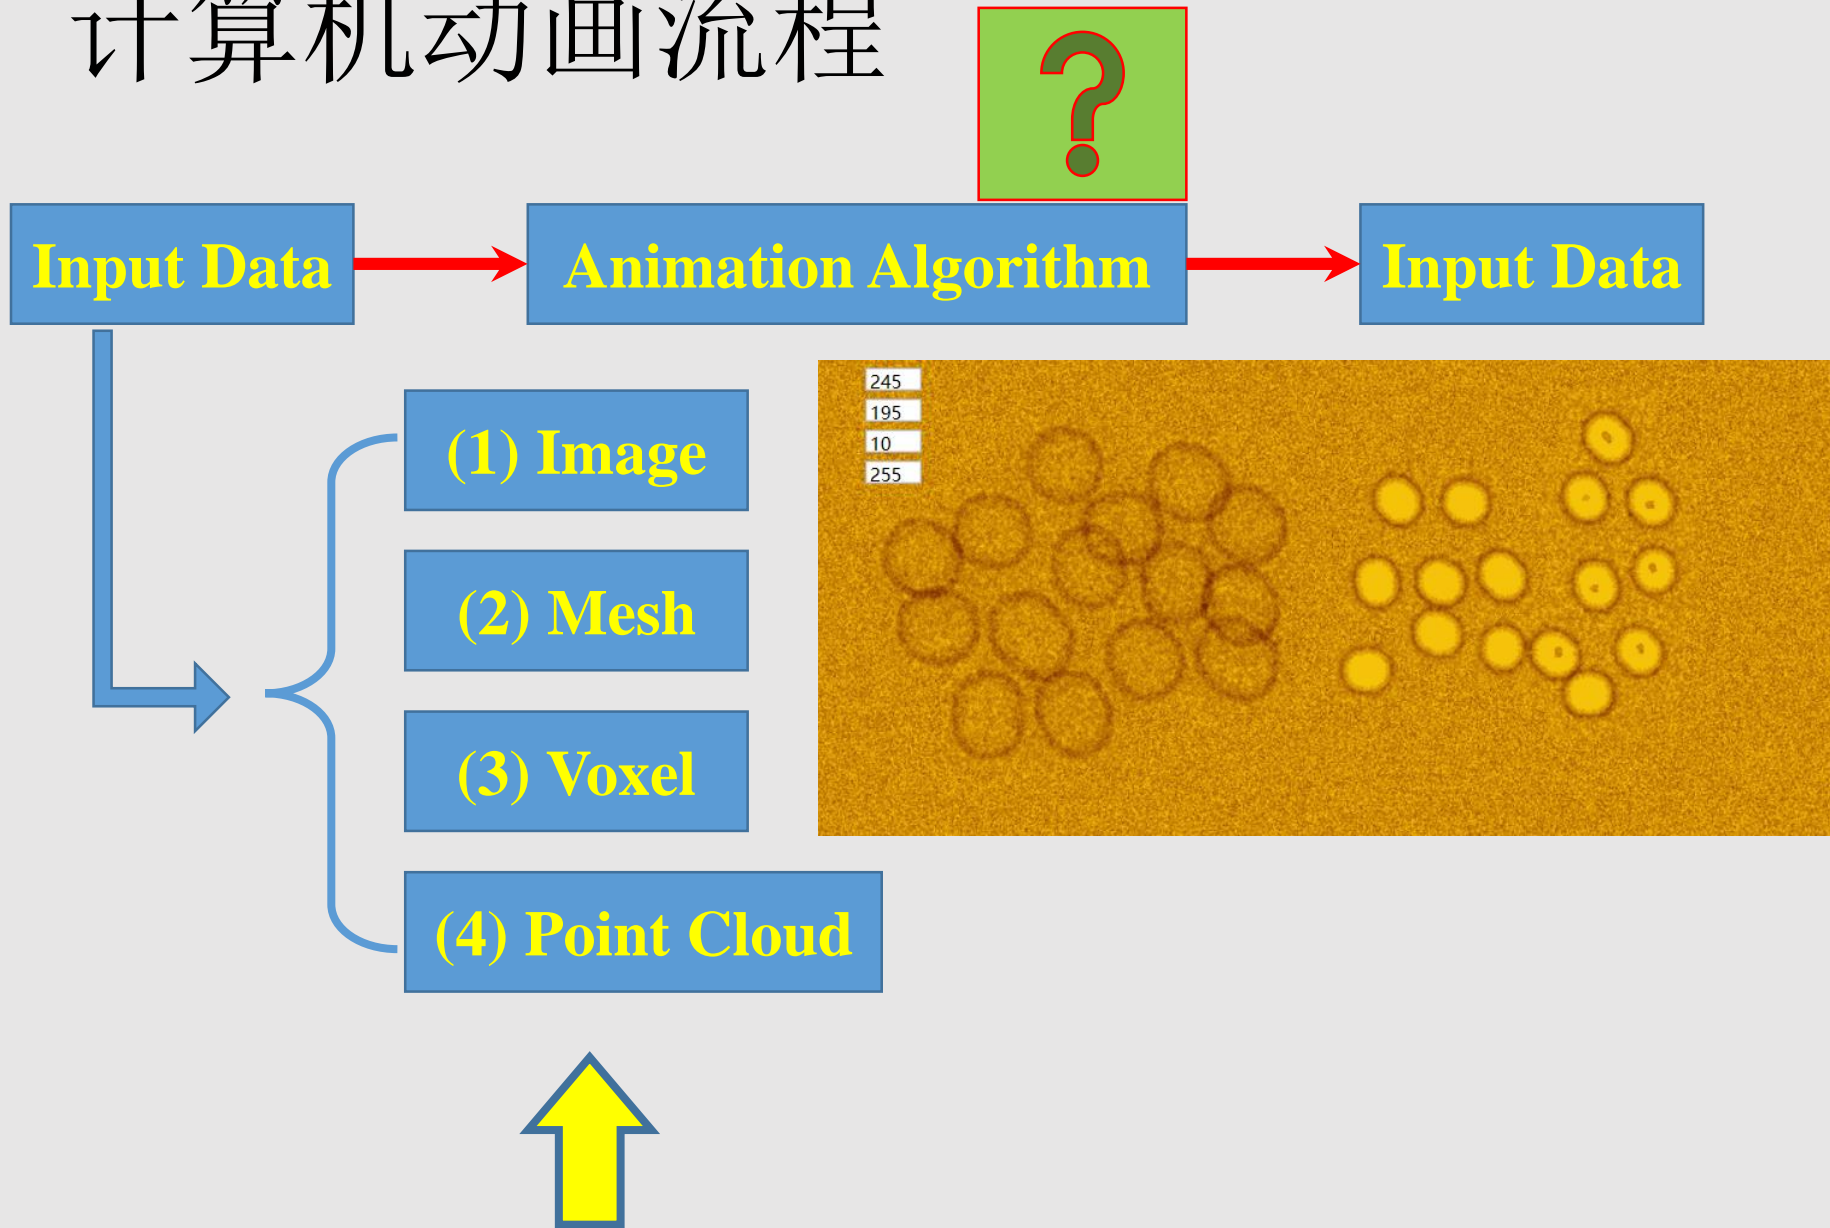 计算机动画流程
?
Input Data
Animation Algorithm
Input Data
(1) Image
(2) Mesh
(3) Voxel
(4) Point Cloud
245
195
10
255